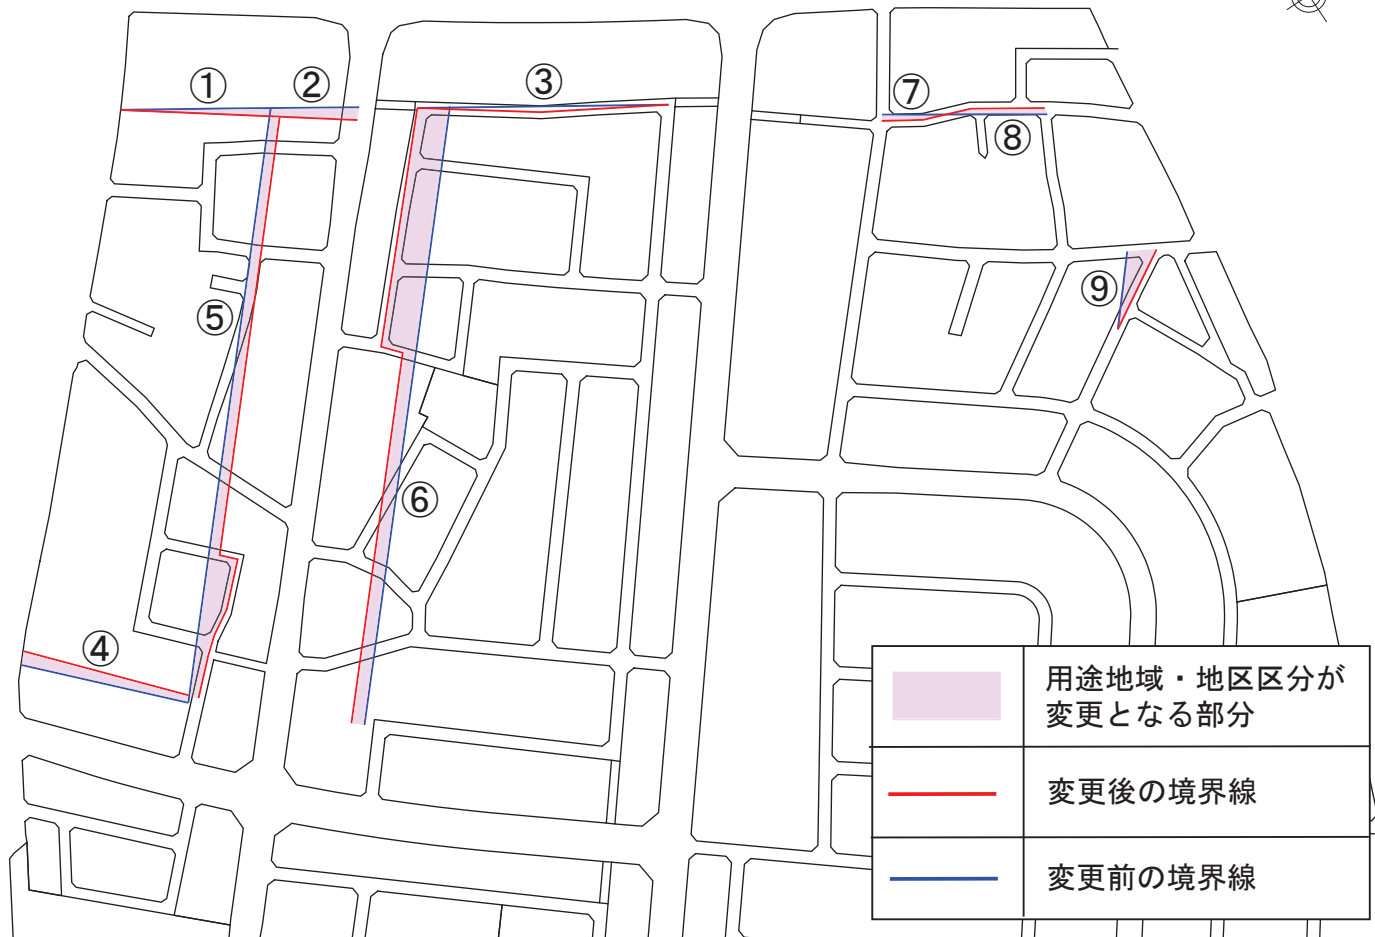 ①
②
③
⑦
⑧
⑨
⑤
⑥
④
用途地域・地区区分が
変更となる部分
変更後の境界線
変更前の境界線